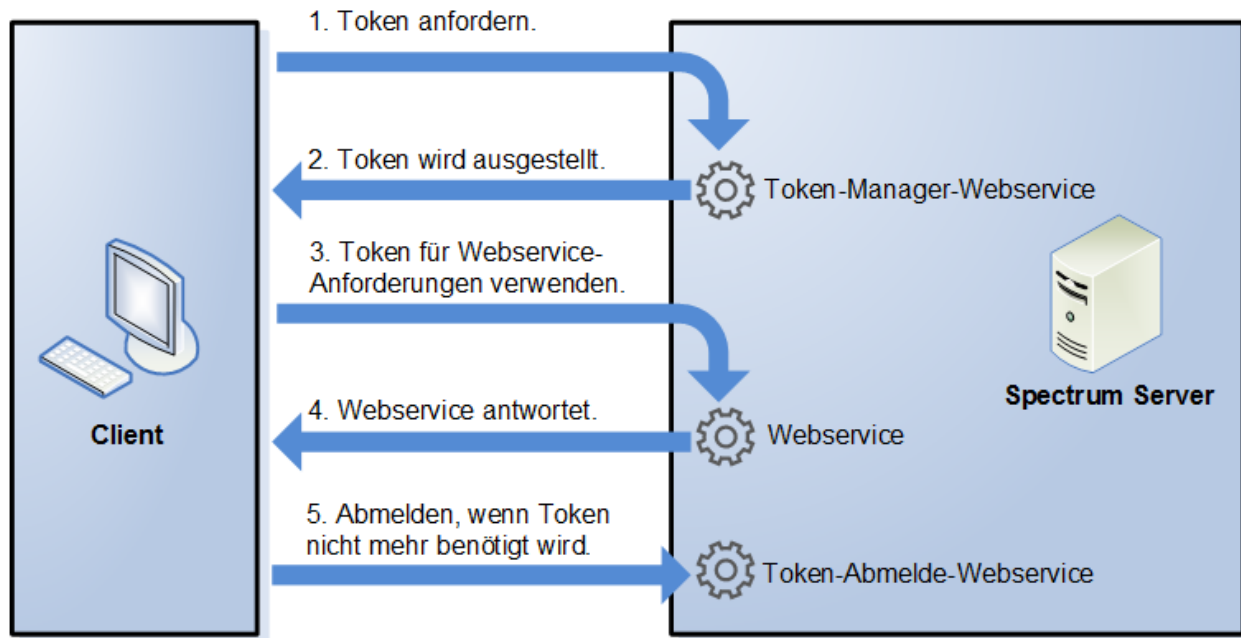 1. Token anfordern.
2. Token wird ausgestellt.
Token-Manager-Webservice
3. Token für Webservice-
Anforderungen verwenden.
Spectrum Server
Client
4. Webservice antwortet.
Webservice
5. Abmelden, wenn Token
nicht mehr benötigt wird.
Token-Abmelde-Webservice